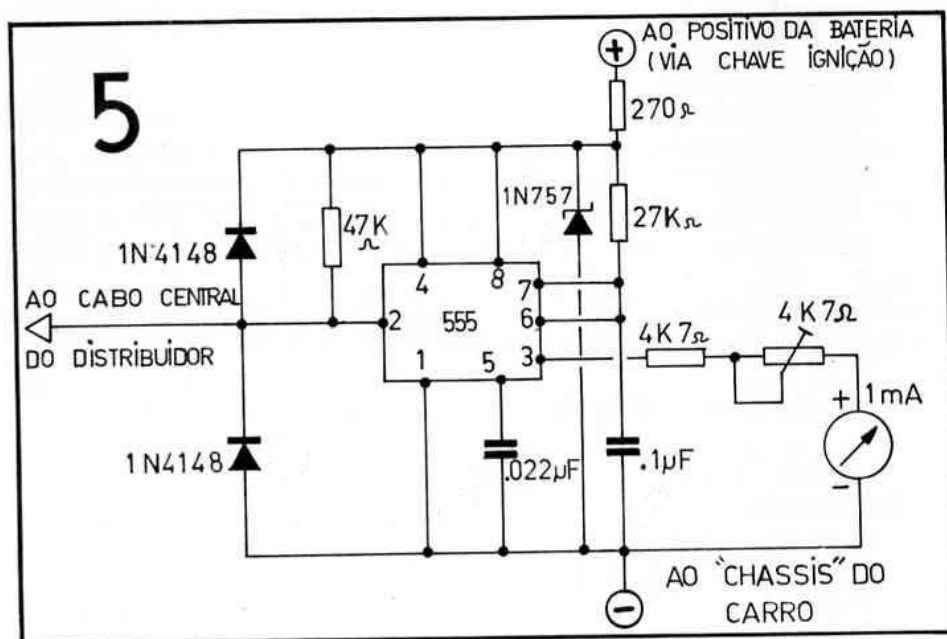 5
AO POSITIVO DA BATERIA
(VIA CHAVE IGNIÇÃO)
+
270Ω
1N757
47K
Ω
27KΩ
1N4148
4
8
7
AO CABO CENTRAL
2
555
6
4K7Ω
4K7Ω
3
DO DISTRIBUIDOR
1
5
+
1mA
1N4148
.022µF
.1µF
-
AO "CHASSIS" DO
CARRO
-